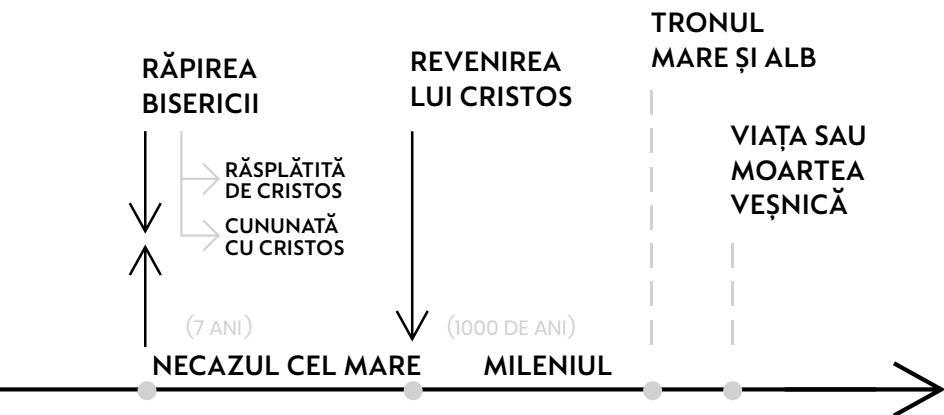 RĂPIREA
BISERICII
RĂSPLĂTITĂ
DE CRISTOS
CUNUNATĂ
CU CRISTOS
REVENIREA
LUI CRISTOS
TRONUL
MARE ȘI ALB
VIAȚA SAU
MOARTEA
VEȘNICĂ
(7 ANI)
NECAZUL CEL MARE
(1000 DE ANI)
MILENIUL